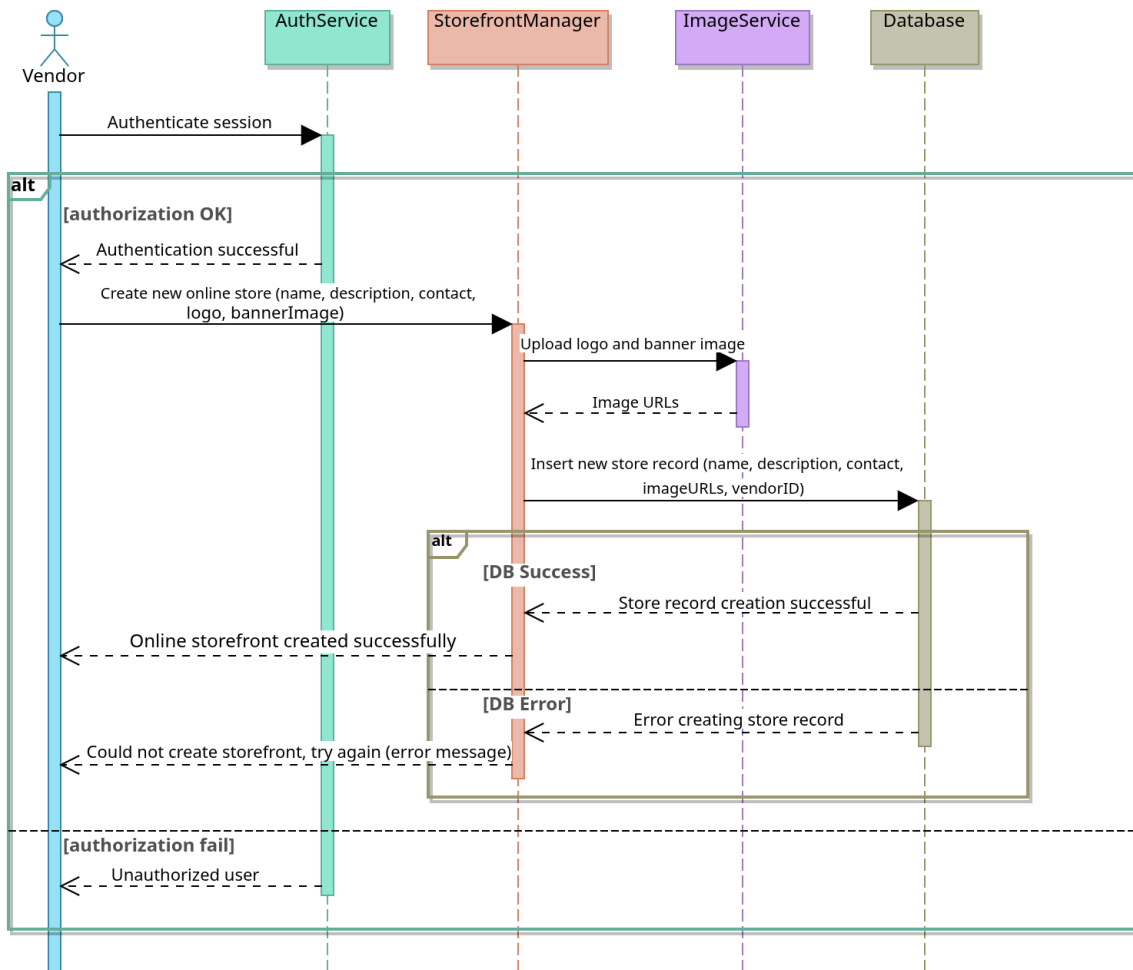 AuthService
StorefrontManager
ImageService
Database
Vendor
Authenticate session
alt
[authorization OK]
Authentication successful
Create new online store (name, description, contact,
logo, bannerImage)
Upload logo and banner image
Image URLs
Insert new store record (name, description, contact,
imageURLs, vendorID)
alt
[DB Success]
Store record creation successful
Online storefront created successfully
[DB Error]
Error creating store record
Could not create storefront, try again (error message)
[authorization fail]
Unauthorized user